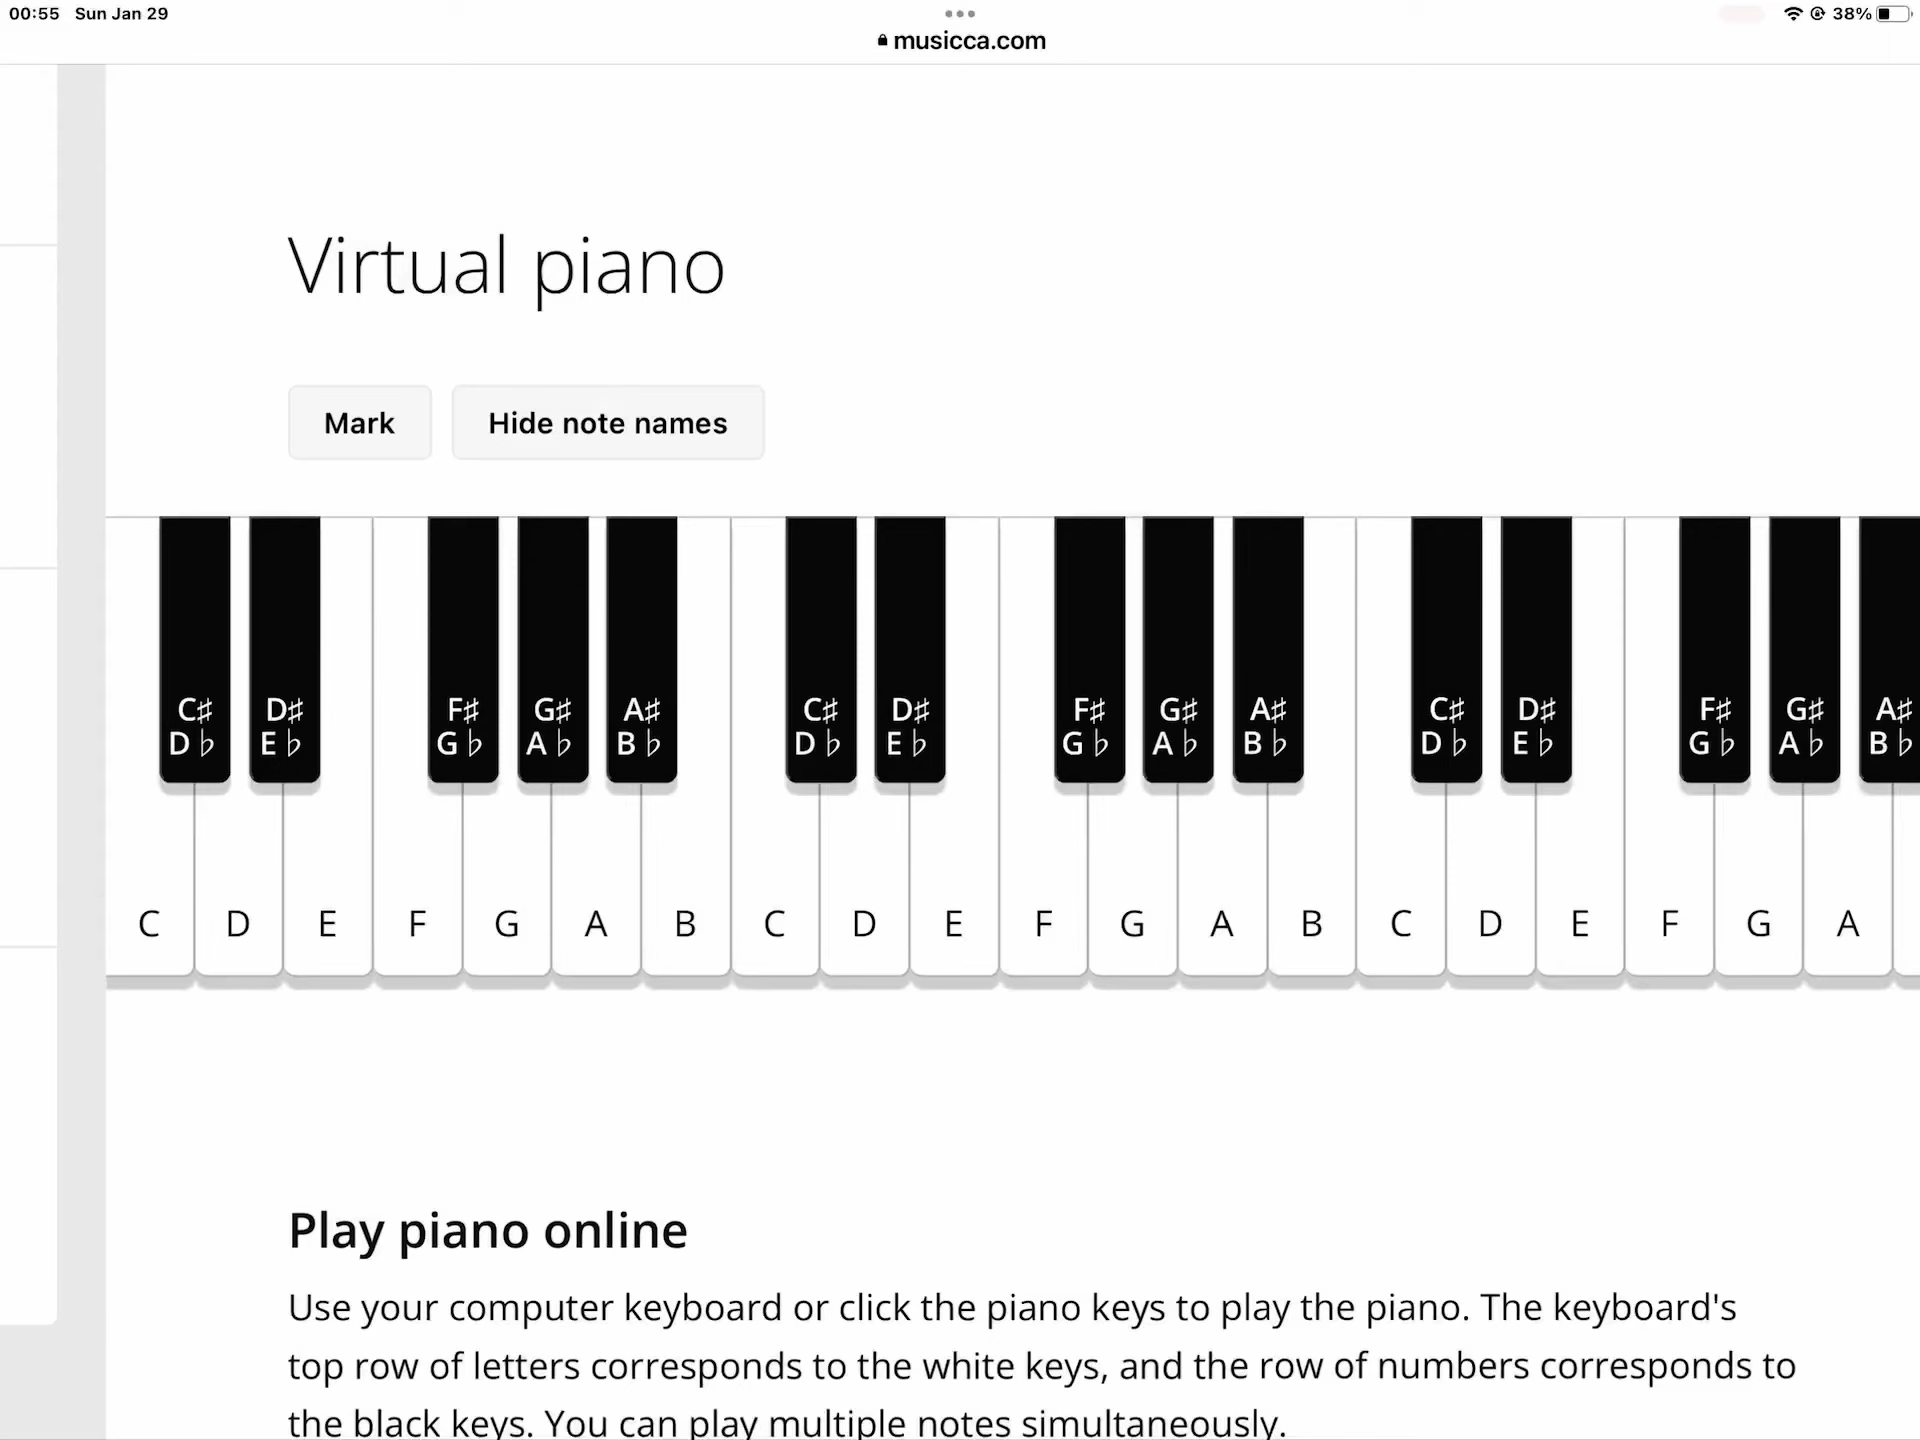 00:55 Sun Jan 29 38%
musicca.com
Virtual piano
Mark Hide note names
C♯ D♯ F♯ G♯ A♯ C♯ D♯ F♯ G♯ A♯ C♯ D♯ F♯ G♯ A♯
D♭ E♭ G♭ A♭ B♭ D♭ E♭ G♭ A♭ B♭ D♭ E♭ G♭ A♭ B♭
C D E F G A B C D E F G A B C D E F G A
Play piano online
Use your computer keyboard or click the piano keys to play the piano. The keyboard's
top row of letters corresponds to the white keys, and the row of numbers corresponds to
the black keys. You can play multiple notes simultaneously.